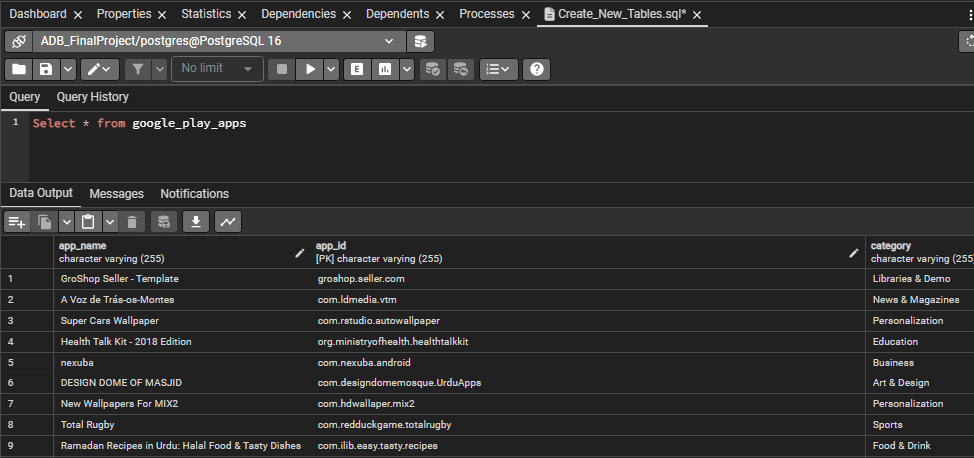 Dashboard Properties Statistics Dependencies Dependents Processes Create_New_Tables.sql*
ADB_FinalProject/postgres@PostgreSQL 16
No limit E
Query Query History
1 Select * from google_play_apps
Data Output Messages Notifications
app_name app_id category
character varying (255) [PK] character varying (255) character varying (255)
1 GroShop Seller - Template groshop.seller.com Libraries & Demo
2 A Voz de Trás-os-Montes com.ldmedia.vtm News & Magazines
3 Super Cars Wallpaper com.rstudio.autowallpaper Personalization
4 Health Talk Kit - 2018 Edition org.ministryofhealth.healthtalkkit Education
5 nexuba com.nexuba.android Business
6 DESIGN DOME OF MASJID com.designdomemosque.UrduApps Art & Design
7 New Wallpapers For MIX2 com.hdwallaper.mix2 Personalization
8 Total Rugby com.redduckgame.totalrugby Sports
9 Ramadan Recipes in Urdu: Halal Food & Tasty Dishes com.ilib.easy.tasty.recipes Food & Drink